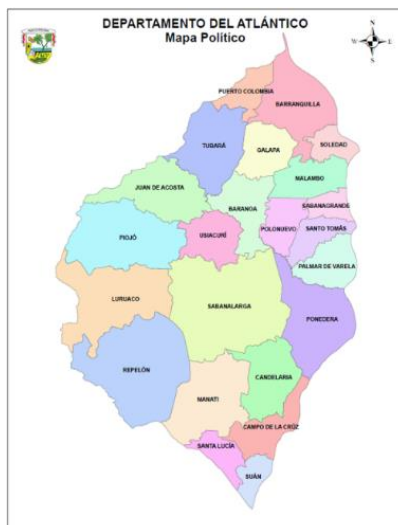 DEPARTAMENTO DEL ATLÁNTICO
Mapa Político
N
W
E
S
PUERTO COLOMBIA
BARRANQUILLA
TUBARÁ
GALAPA
SOLEDAD
JUAN DE ACOSTA
MALAMBO
BARANOA
SABANAGRANDE
PIOJÓ
USIACURÍ
POLONUEVO
SANTO TOMÁS
PALMAR DE VARELA
LURUACO
SABANALARGA
PONEDERA
REPELÓN
CANDELARIA
MANATÍ
CAMPO DE LA CRÚZ
SANTA LUCÍA
SUÁN